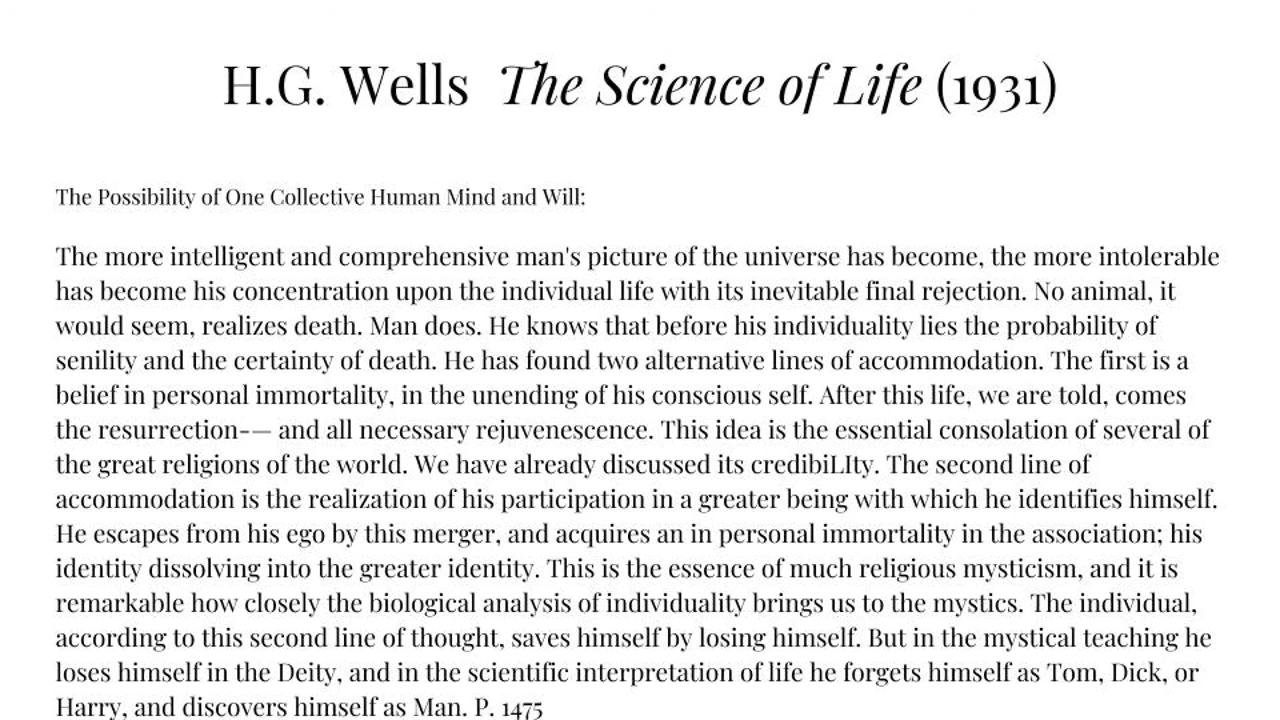 H.G. Wells The Science of Life (1931)
The Possibility of One Collective Human Mind and Will:
The more intelligent and comprehensive man's picture of the universe has become, the more intolerable
has become his concentration upon the individual life with its inevitable final rejection. No animal, it
would seem, realizes death. Man does. He knows that before his individuality lies the probability of
senility and the certainty of death. He has found two alternative lines of accommodation. The first is a
belief in personal immortality, in the unending of his conscious self. After this life, we are told, comes
the resurrection-— and all necessary rejuvenescence. This idea is the essential consolation of several of
the great religions of the world. We have already discussed its credibiLIty. The second line of
accommodation is the realization of his participation in a greater being with which he identifies himself.
He escapes from his ego by this merger, and acquires an in personal immortality in the association; his
identity dissolving into the greater identity. This is the essence of much religious mysticism, and it is
remarkable how closely the biological analysis of individuality brings us to the mystics. The individual,
according to this second line of thought, saves himself by losing himself. But in the mystical teaching he
loses himself in the Deity, and in the scientific interpretation of life he forgets himself as Tom, Dick, or
Harry, and discovers himself as Man. P. 1475